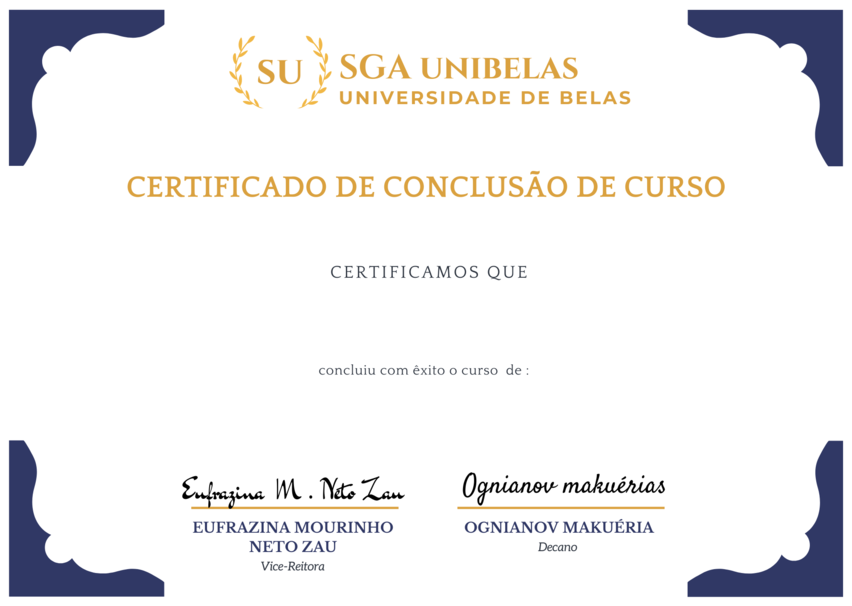 SU
SGA UNIBELAS
UNIVERSIDADE DE BELAS
CERTIFICADO DE CONCLUSÃO DE CURSO
CERTIFICAMOS QUE
concluiu com êxito o curso de :
Eufrazina M. Neto Zau
Ognianov makuérias
EUFRAZINA MOURINHO
NETO ZAU
Vice-Reitora
OGNIANOV MAKUÉRIA
Decano